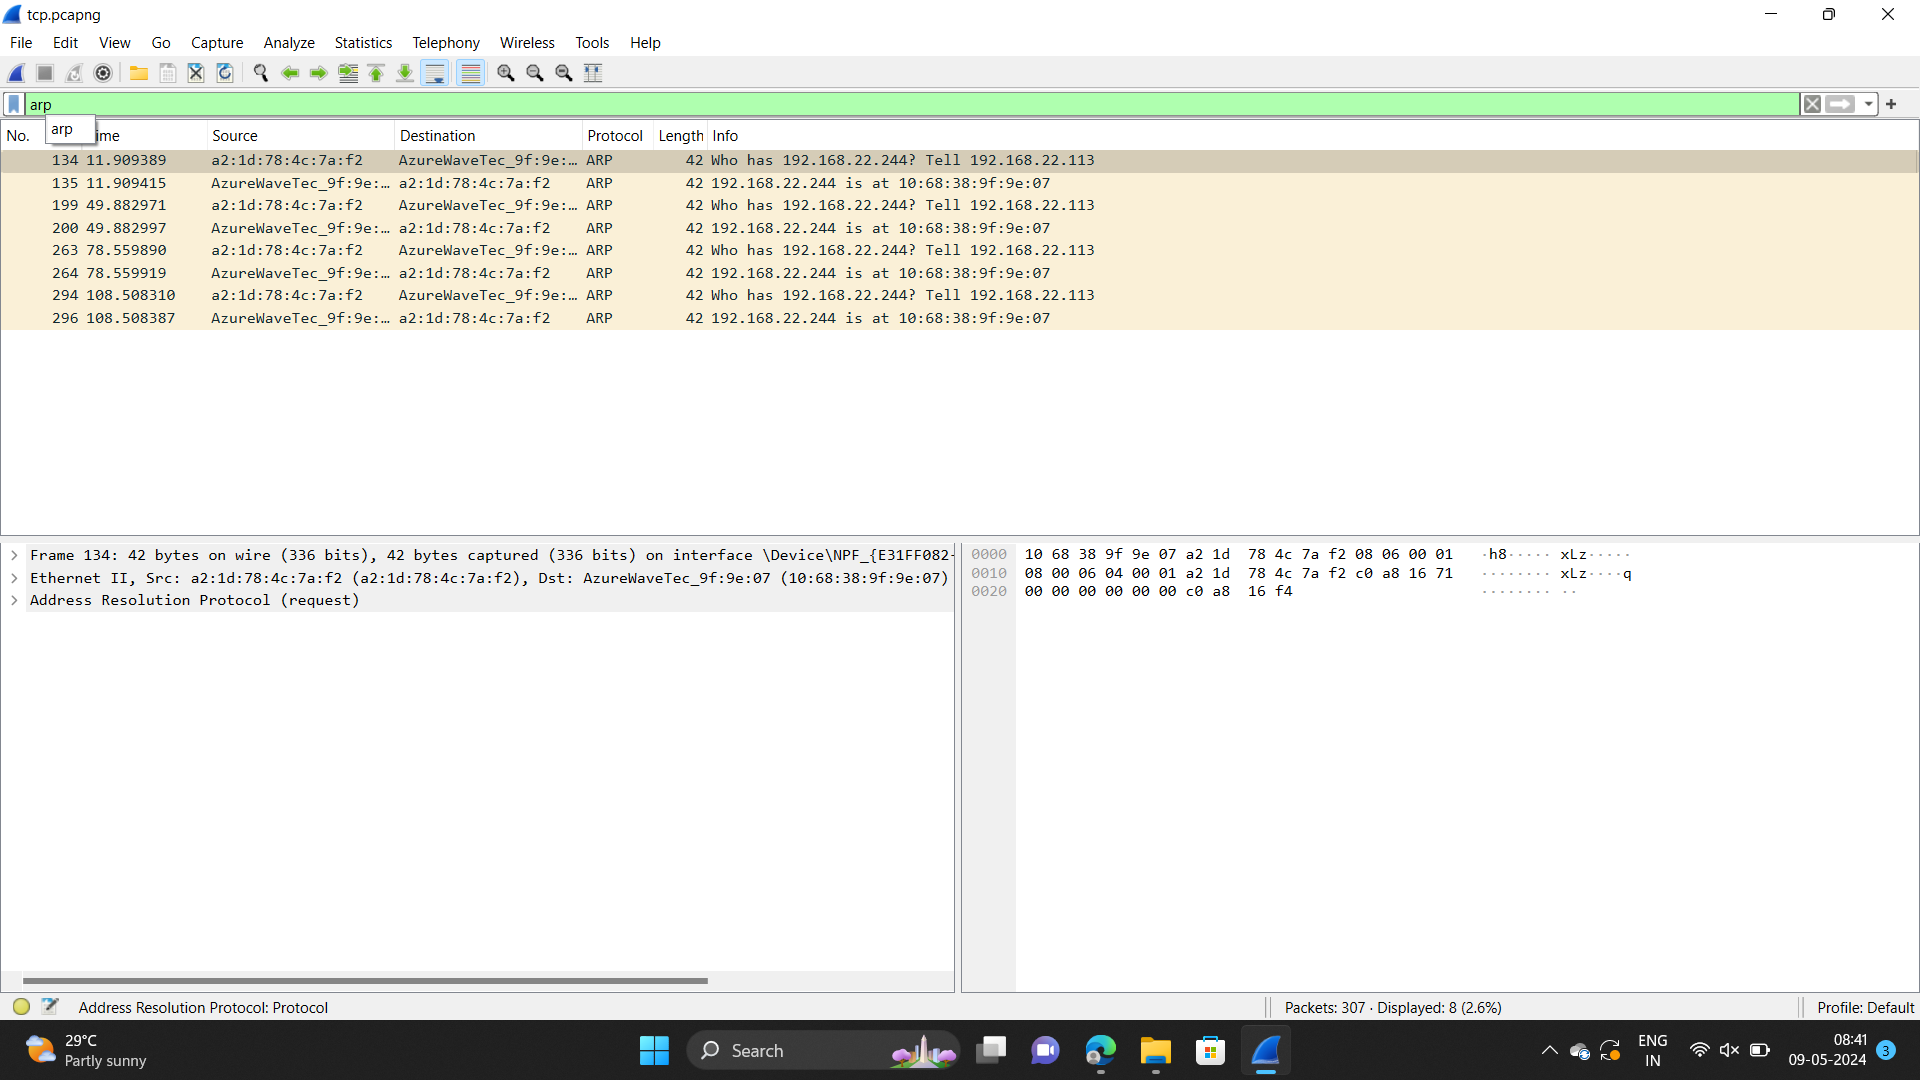 tcp.pcapng
File Edit View Go Capture Analyze Statistics Telephony Wireless Tools Help
arp
arp
No. ime Source Destination Protocol Length Info
134 11.909389 a2:1d:78:4c:7a:f2 AzureWaveTec_9f:9e:… ARP 42 Who has 192.168.22.244? Tell 192.168.22.113
135 11.909415 AzureWaveTec_9f:9e:… a2:1d:78:4c:7a:f2 ARP 42 192.168.22.244 is at 10:68:38:9f:9e:07
199 49.882971 a2:1d:78:4c:7a:f2 AzureWaveTec_9f:9e:… ARP 42 Who has 192.168.22.244? Tell 192.168.22.113
200 49.882997 AzureWaveTec_9f:9e:… a2:1d:78:4c:7a:f2 ARP 42 192.168.22.244 is at 10:68:38:9f:9e:07
263 78.559890 a2:1d:78:4c:7a:f2 AzureWaveTec_9f:9e:… ARP 42 Who has 192.168.22.244? Tell 192.168.22.113
264 78.559919 AzureWaveTec_9f:9e:… a2:1d:78:4c:7a:f2 ARP 42 192.168.22.244 is at 10:68:38:9f:9e:07
294 108.508310 a2:1d:78:4c:7a:f2 AzureWaveTec_9f:9e:… ARP 42 Who has 192.168.22.244? Tell 192.168.22.113
296 108.508387 AzureWaveTec_9f:9e:… a2:1d:78:4c:7a:f2 ARP 42 192.168.22.244 is at 10:68:38:9f:9e:07
Frame 134: 42 bytes on wire (336 bits), 42 bytes captured (336 bits) on interface \Device\NPF_{E31FF082-
Ethernet II, Src: a2:1d:78:4c:7a:f2 (a2:1d:78:4c:7a:f2), Dst: AzureWaveTec_9f:9e:07 (10:68:38:9f:9e:07)
Address Resolution Protocol (request)
0000 10 68 38 9f 9e 07 a2 1d 78 4c 7a f2 08 06 00 01 ·h8····· xLz·····
0010 08 00 06 04 00 01 a2 1d 78 4c 7a f2 c0 a8 16 71 ········ xLz····q
0020 00 00 00 00 00 00 c0 a8 16 f4 ········ ··
Address Resolution Protocol: Protocol
Packets: 307 · Displayed: 8 (2.6%)
Profile: Default
29°C
Partly sunny
Search
ENG
IN
08:41
09-05-2024
3